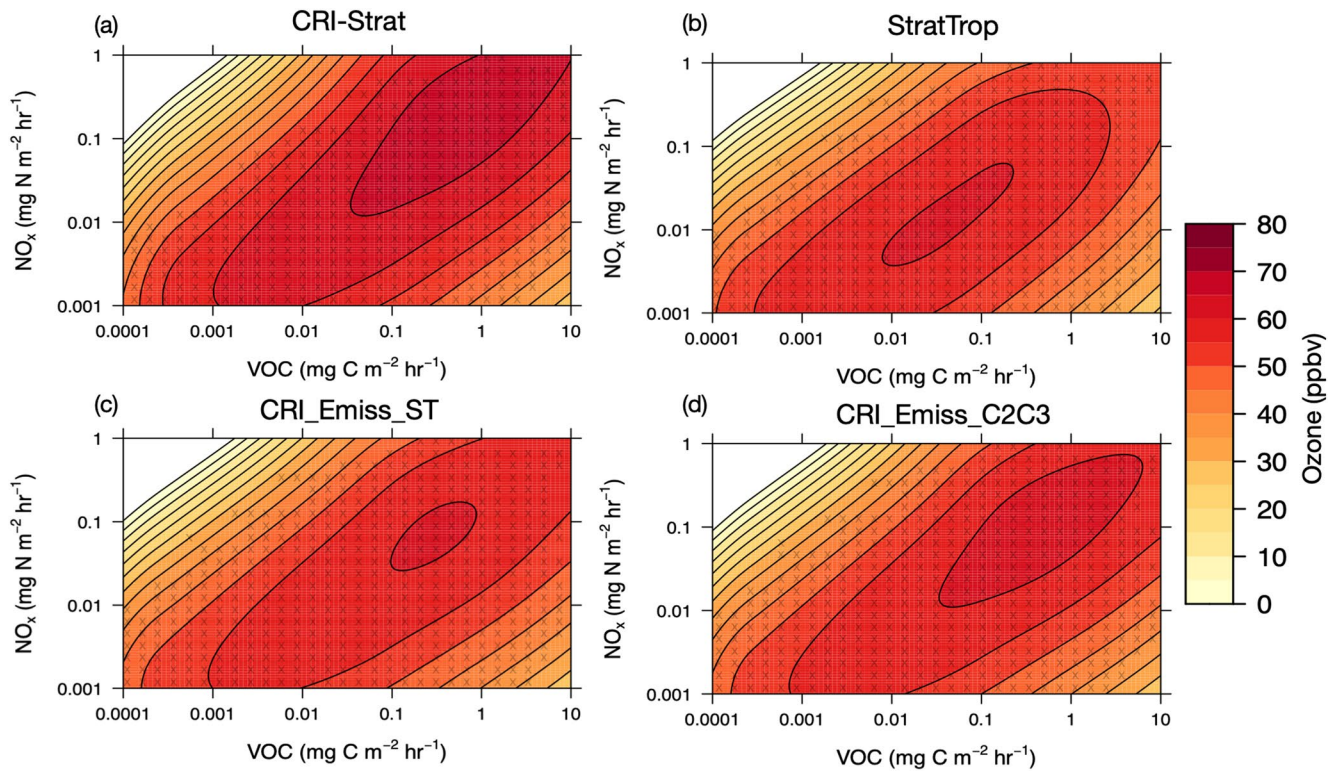 (a) CRI-Strat
NOₓ (mg N m⁻² hr⁻¹)
1
0.1
0.01
0.001
0.0001 0.001 0.01 0.1 1 10
VOC (mg C m⁻² hr⁻¹)
(b) StratTrop
NOₓ (mg N m⁻² hr⁻¹)
1
0.1
0.01
0.001
0.0001 0.001 0.01 0.1 1 10
VOC (mg C m⁻² hr⁻¹)
(c) CRI_Emiss_ST
NOₓ (mg N m⁻² hr⁻¹)
1
0.1
0.01
0.001
0.0001 0.001 0.01 0.1 1 10
VOC (mg C m⁻² hr⁻¹)
(d) CRI_Emiss_C2C3
NOₓ (mg N m⁻² hr⁻¹)
1
0.1
0.01
0.001
0.0001 0.001 0.01 0.1 1 10
VOC (mg C m⁻² hr⁻¹)
80
70
60
50
40
30
20
10
0
Ozone (ppbv)